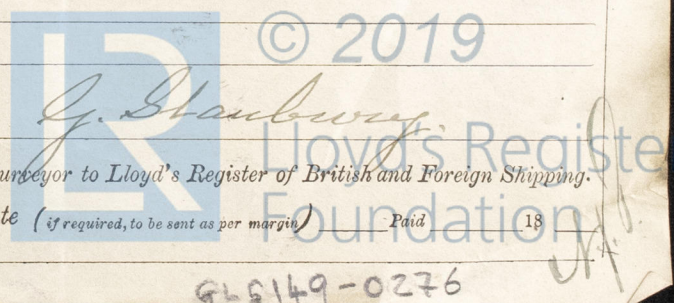 © 2019
G. Stanbury.
Lloyd's Registe
Foundation
urveyor to Lloyd's Register of British and Foreign Shipping.
te (if required, to be sent as per margin) Paid 18
GLS149-0276